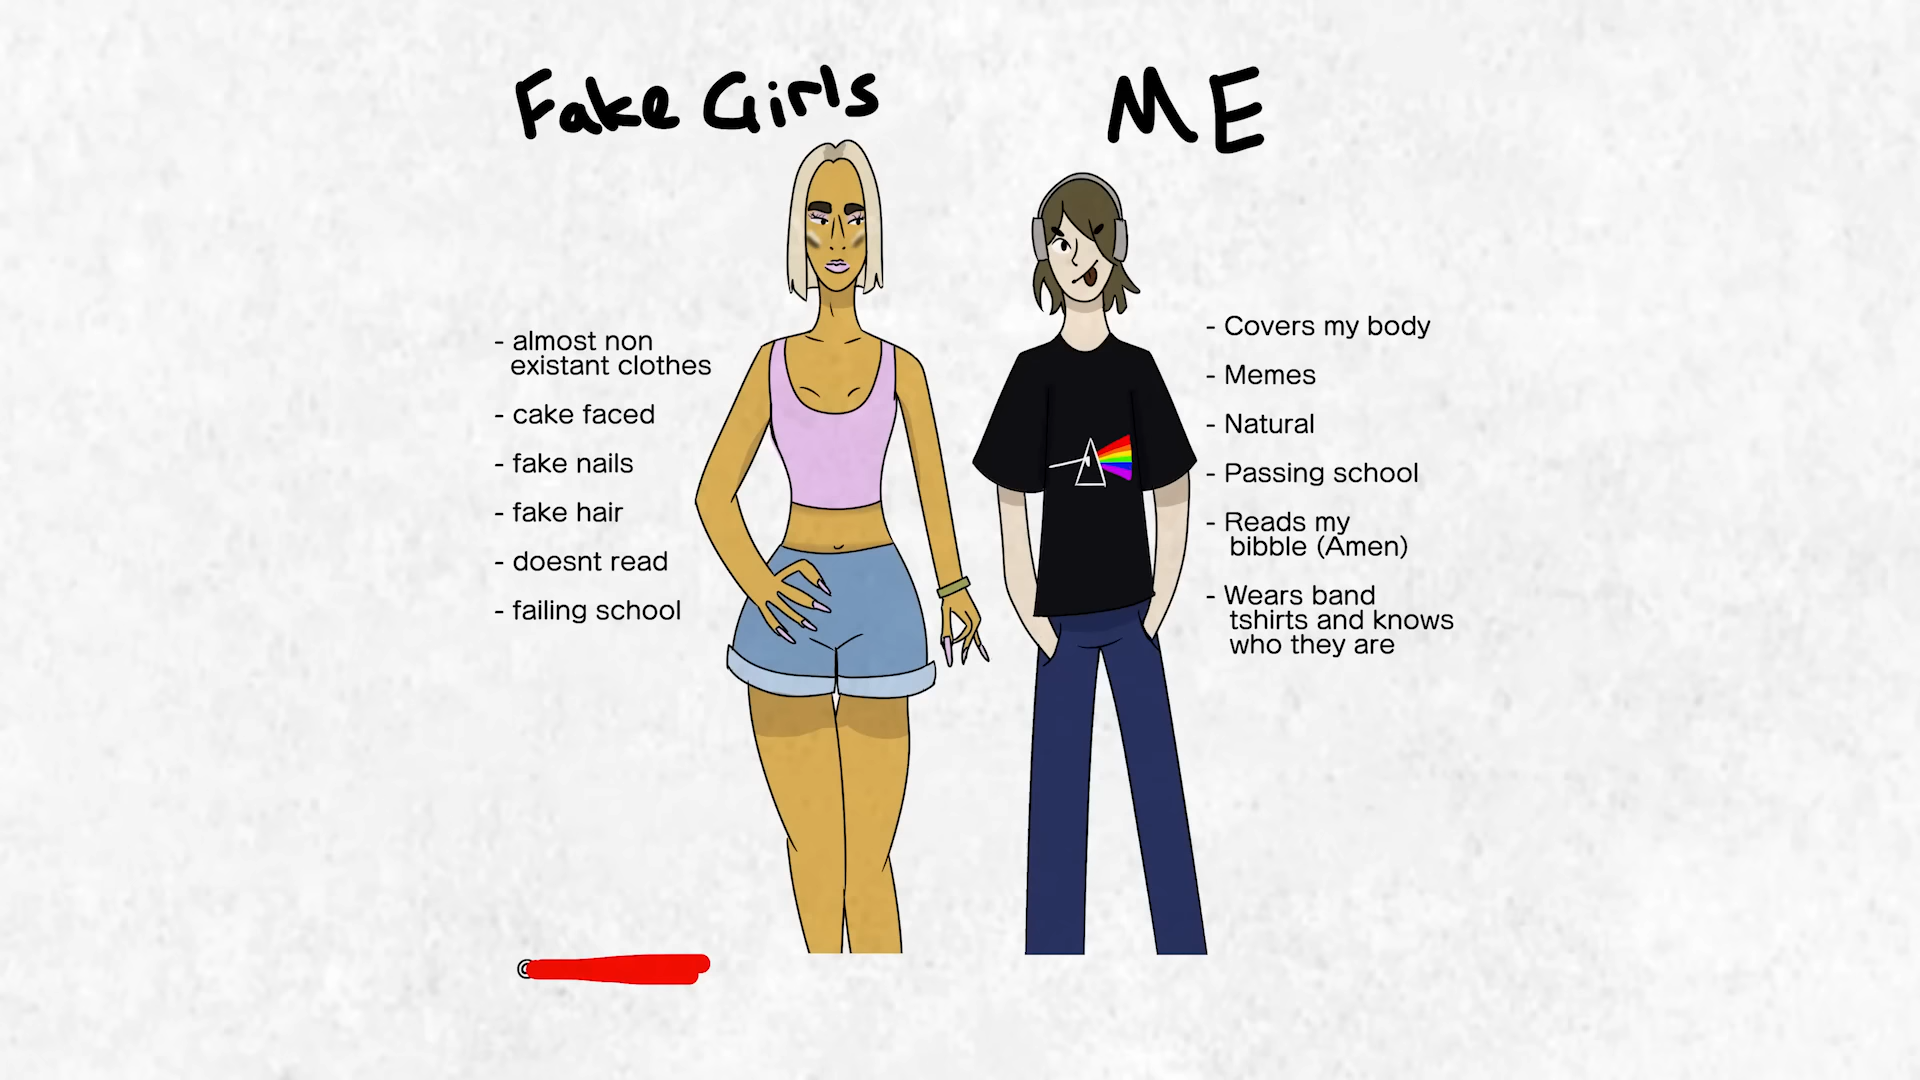 Fake Girls
ME
- almost non
existant clothes
- cake faced
- fake nails
- fake hair
- doesnt read
- failing school
- Covers my body
- Memes
- Natural
- Passing school
- Reads my
bibble (Amen)
- Wears band
tshirts and knows
who they are